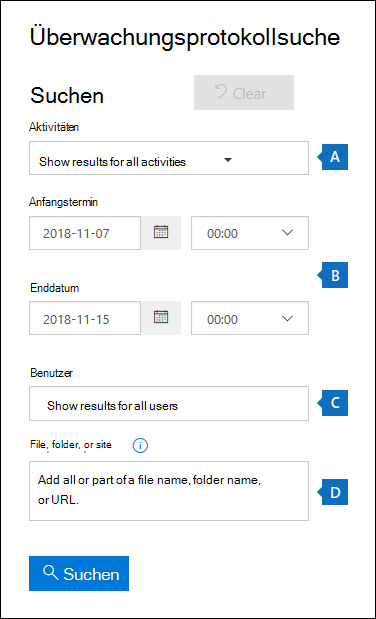 Überwachungsprotokollsuche
Suchen
Clear
Aktivitäten
Show results for all activities
A
Anfangstermin
2018-11-07
00:00
B
Enddatum
2018-11-15
00:00
Benutzer
Show results for all users
C
File, folder, or site
i
Add all or part of a file name, folder name,
or URL.
D
Suchen